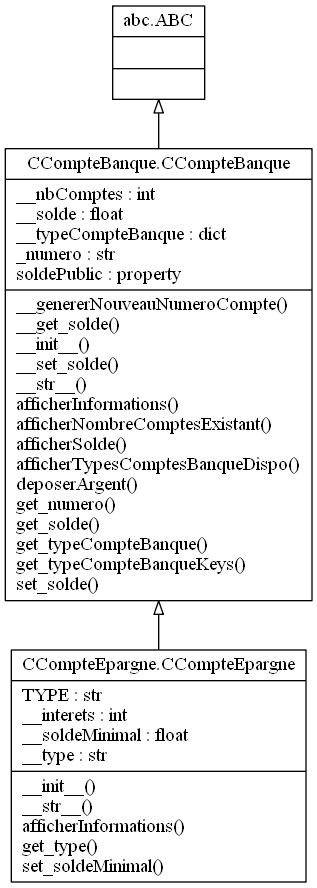 abc.ABC
CCompteBanque.CCompteBanque
__nbComptes : int
__solde : float
__typeCompteBanque : dict
_numero : str
soldePublic : property
__genererNouveauNumeroCompte()
__get_solde()
__init__()
__set_solde()
__str__()
afficherInformations()
afficherNombreComptesExistant()
afficherSolde()
afficherTypesComptesBanqueDispo()
deposerArgent()
get_numero()
get_solde()
get_typeCompteBanque()
get_typeCompteBanqueKeys()
set_solde()
CCompteEpargne.CCompteEpargne
TYPE : str
__interets : int
__soldeMinimal : float
__type : str
__init__()
__str__()
afficherInformations()
get_type()
set_soldeMinimal()